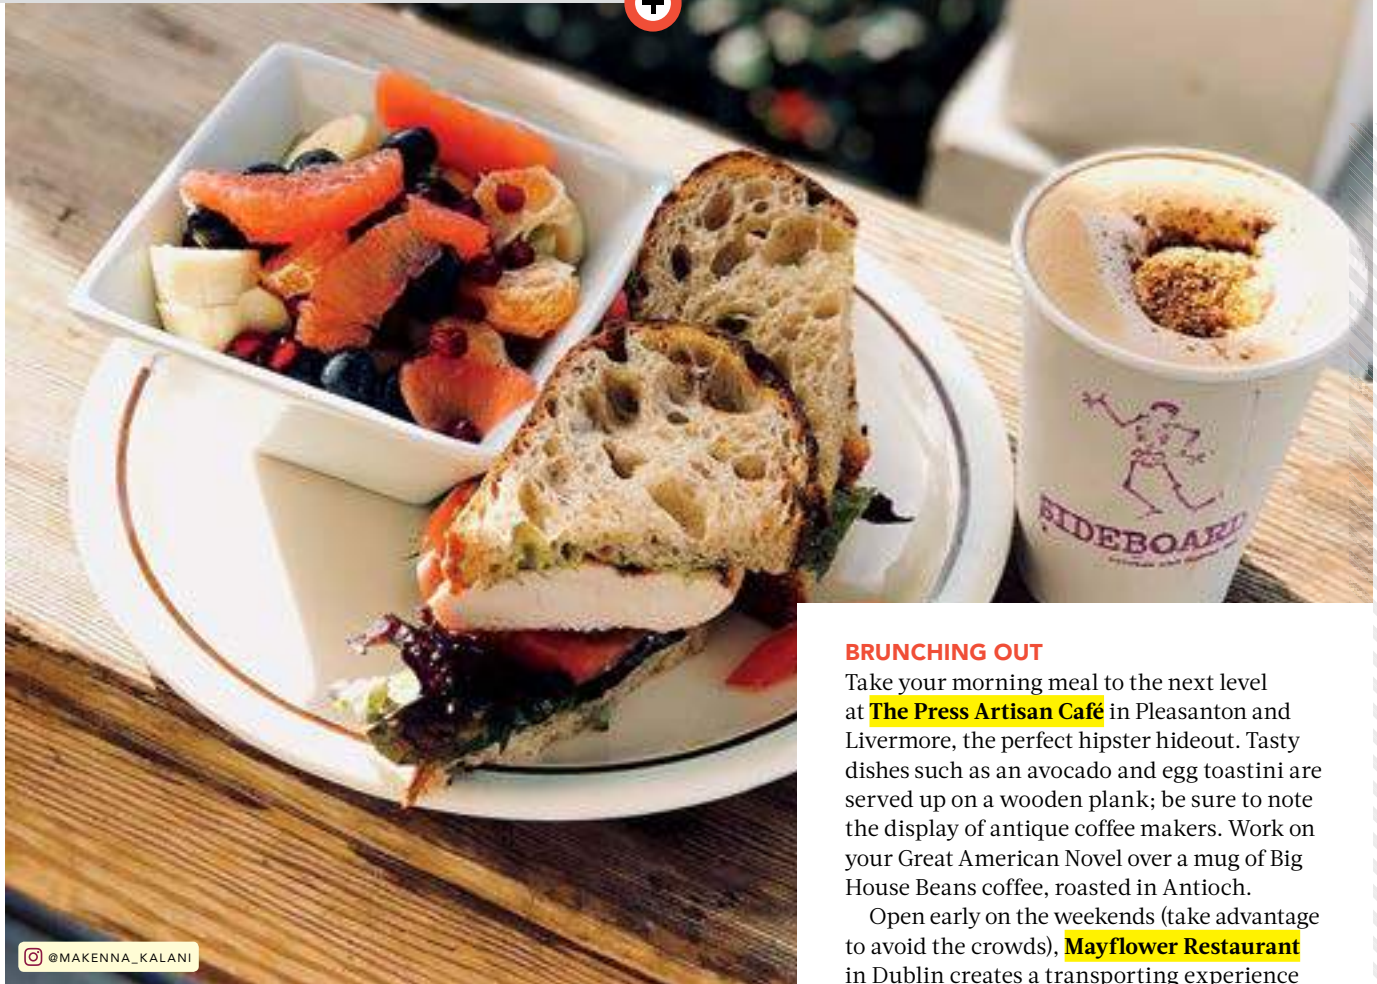 SIDEBOARD
@MAKENNA_KALANI
BRUNCHING OUT
Take your morning meal to the next level
at The Press Artisan Café in Pleasanton and
Livermore, the perfect hipster hideout. Tasty
dishes such as an avocado and egg toastini are
served up on a wooden plank; be sure to note
the display of antique coffee makers. Work on
your Great American Novel over a mug of Big
House Beans coffee, roasted in Antioch.
Open early on the weekends (take advantage
to avoid the crowds), Mayflower Restaurant
in Dublin creates a transporting experience